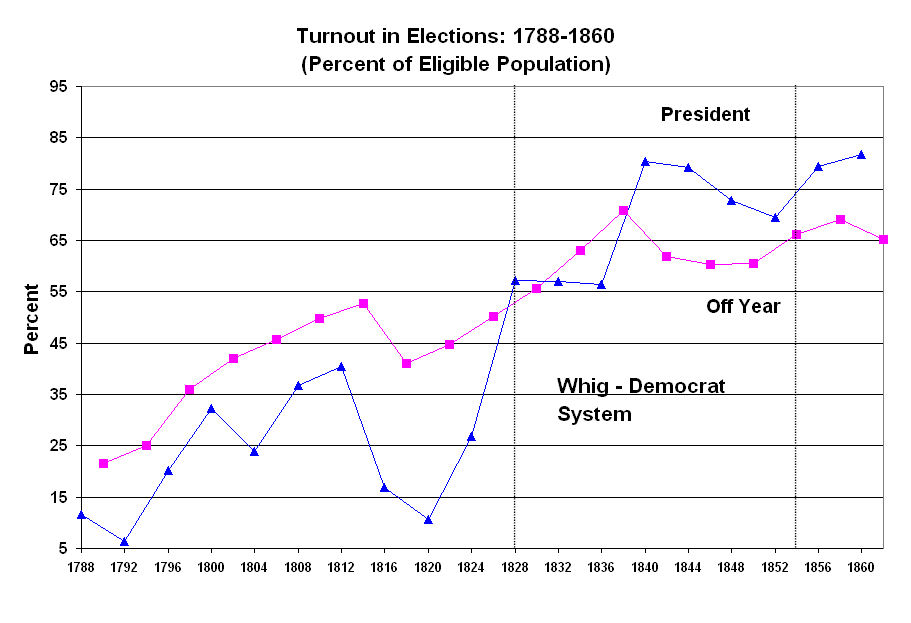 Turnout in Elections: 1788-1860
(Percent of Eligible Population)
95
President
85
75
65
55
Off Year
Percent
45
Whig - Democrat
35
System
25
15
5
1788 1792 1796 1800 1804 1808 1812 1816 1820 1824 1828 1832 1836 1840 1844 1848 1852 1856 1860